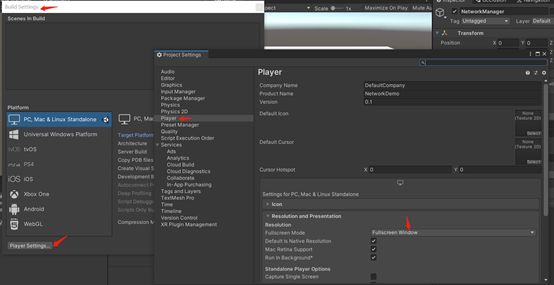 Build Settings
Scenes In Build
Platform
PC, Mac & Linux Standalone
Universal Windows Platform
tvOS
PS4
iOS
Xbox One
Android
WebGL
Player Settings...
PC, Ma
Target Platform
Architecture
Server Build
Copy PDB files
Create Visual S
Development B
Autoconnect P
Deep Profiling
Script Debuggi
Scripts Only B
Compression M
Scale
1x
Maximize On Play
Mute Au
Inspector
Occlusion
Navigation
NetworkManager
Tag Untagged
Layer Default
Transform
Position X 0 Y 0
Project Settings
Audio
Editor
Graphics
Input Manager
Package Manager
Physics
Physics 2D
Player
Preset Manager
Quality
Script Execution Order
Services
Ads
Analytics
Cloud Build
Cloud Diagnostics
Collaborate
In-App Purchasing
Tags and Layers
TextMesh Pro
Time
Timeline
Version Control
XR Plugin Management
Player
Company Name DefaultCompany
Product Name NetworkDemo
Version 0.1
Default Icon
None
(Texture 2D)
Select
Default Cursor
None
(Texture 2D)
Select
Cursor Hotspot X 0 Y 0
Settings for PC, Mac & Linux Standalone
Icon
Resolution and Presentation
Resolution
Fullscreen Mode Fullscreen Window
Default Is Native Resolution
Mac Retina Support
Run In Background*
Standalone Player Options
Capture Single Screen